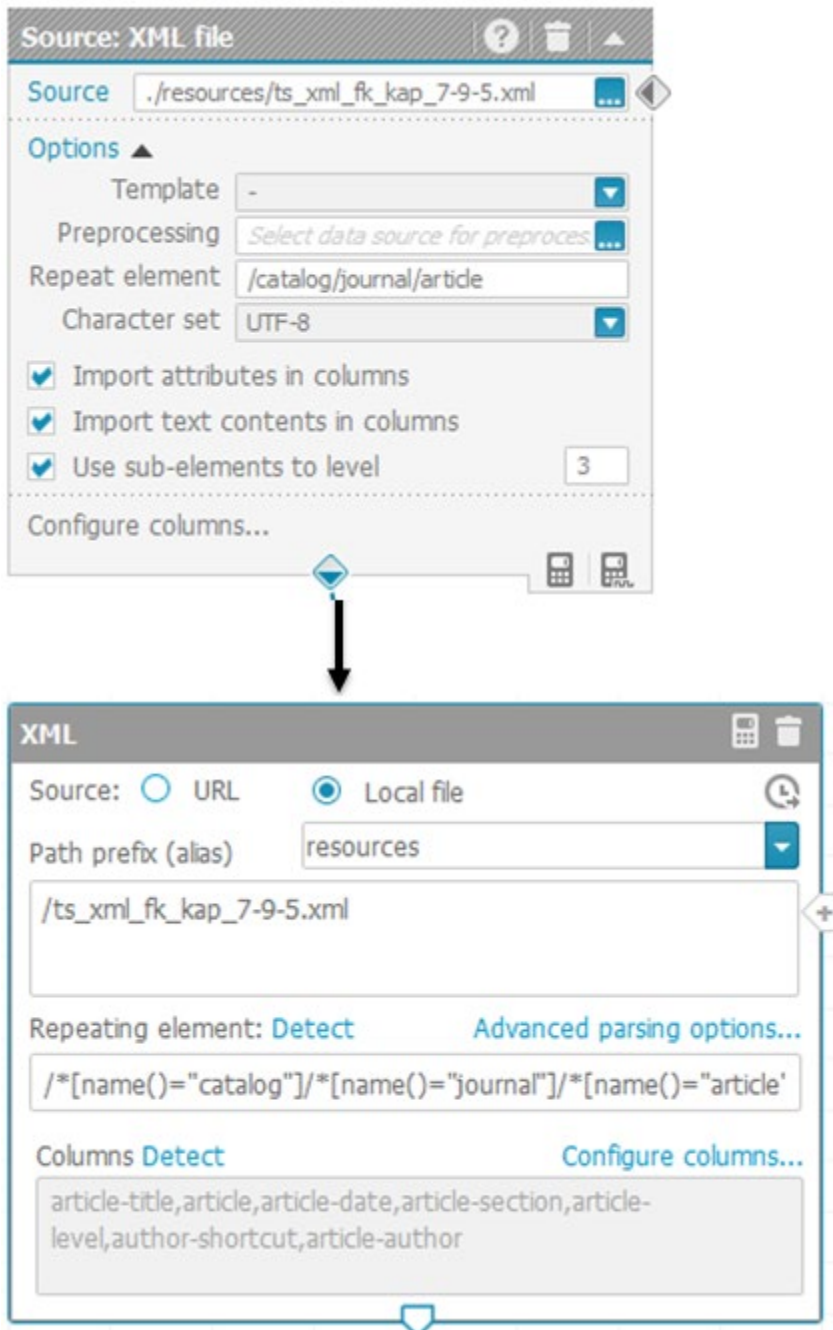 Source: XML file
Source ./resources/ts_xml_fk_kap_7-9-5.xml
Options
Template -
Preprocessing Select data source for preproces
Repeat element /catalog/journal/article
Character set UTF-8
Import attributes in columns
Import text contents in columns
Use sub-elements to level 3
Configure columns...
XML
Source: URL Local file
Path prefix (alias) resources
/ts_xml_fk_kap_7-9-5.xml
Repeating element: Detect Advanced parsing options...
/*[name()="catalog"]/*[name()="journal"]/*[name()="article"
Columns Detect Configure columns...
article-title,article,article-date,article-section,article-
level,author-shortcut,article-author